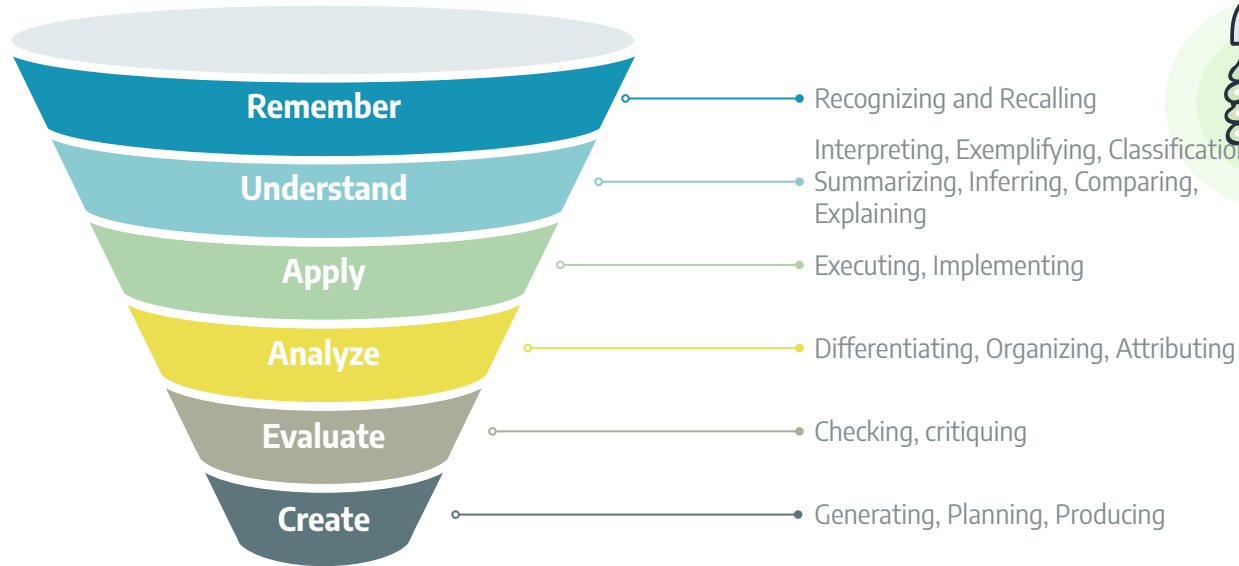 Remember
Recognizing and Recalling
Understand
Interpreting, Exemplifying, Classification
Summarizing, Inferring, Comparing,
Explaining
Apply
Executing, Implementing
Analyze
Differentiating, Organizing, Attributing
Evaluate
Checking, critiquing
Create
Generating, Planning, Producing